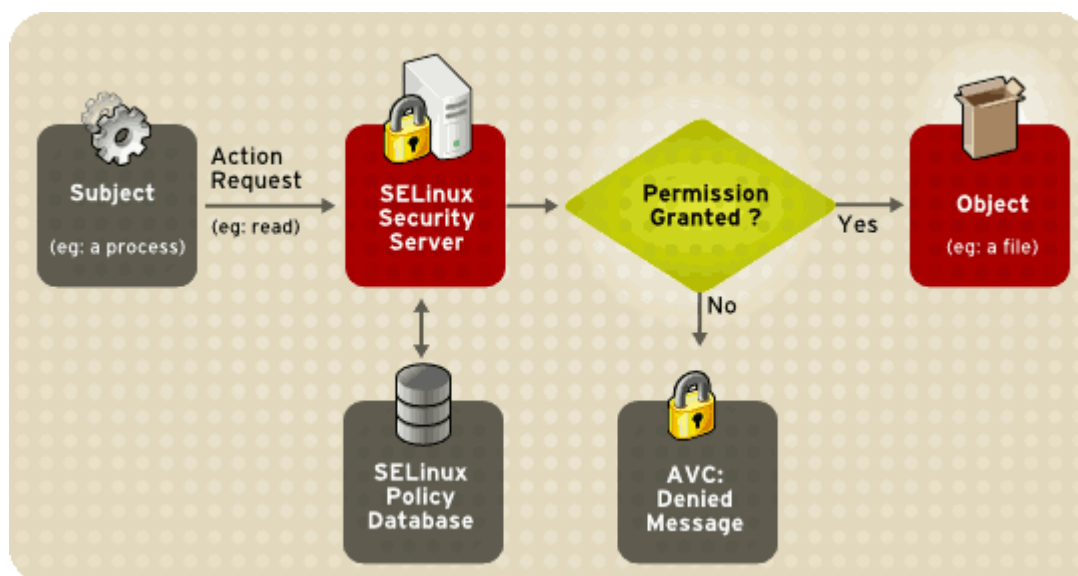 Subject
(eg: a process)
Action
Request
(eg: read)
SELinux
Security
Server
Permission
Granted ?
Yes
Object
(eg: a file)
No
SELinux
Policy
Database
AVC:
Denied
Message